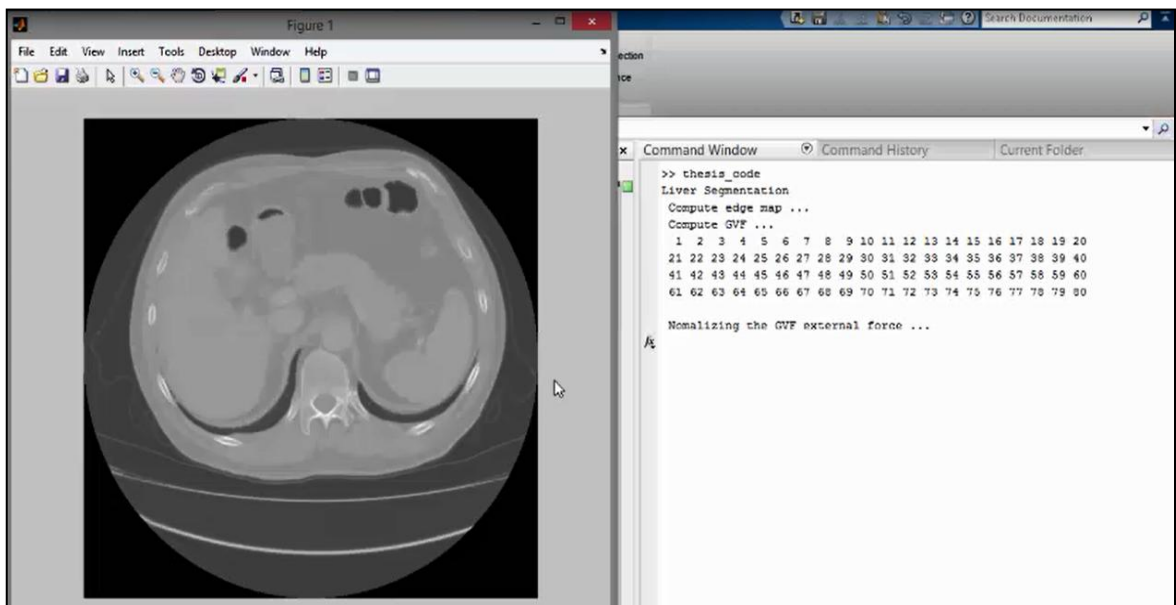 Figure 1
File Edit View Insert Tools Desktop Window Help
Search Documentation
ection
nce
Command Window Command History Current Folder
>> thesis_code
Liver Segmentation
Compute edge map ...
Compute GVF ...
1 2 3 4 5 6 7 8 9 10 11 12 13 14 15 16 17 18 19 20
21 22 23 24 25 26 27 28 29 30 31 32 33 34 35 36 37 38 39 40
41 42 43 44 45 46 47 48 49 50 51 52 53 54 55 56 57 58 59 60
61 62 63 64 65 66 67 68 69 70 71 72 73 74 75 76 77 78 79 80
Nomalizing the GVF external force ...
fx